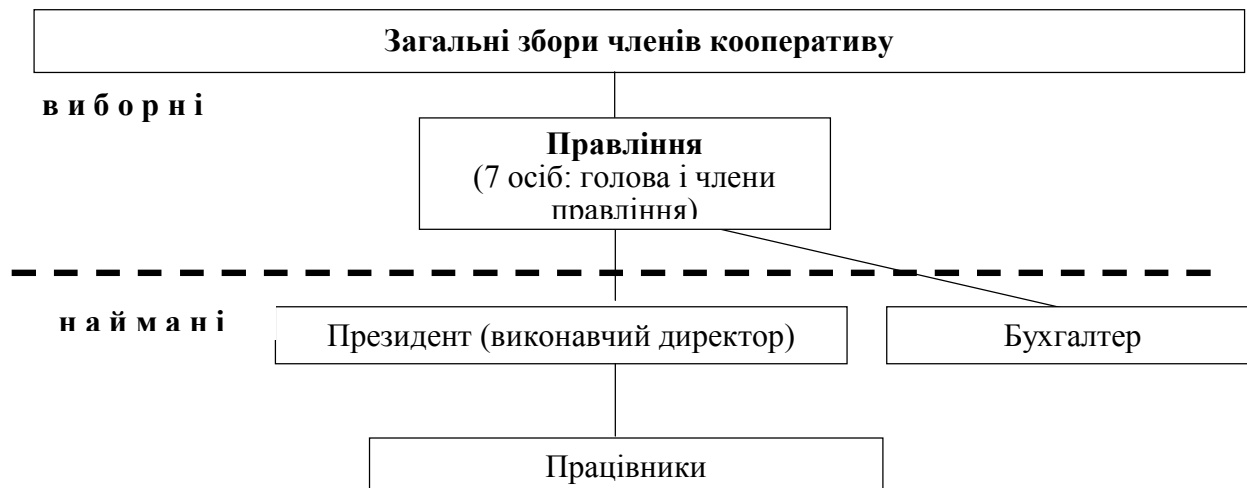 Загальні збори членів кооперативу
в и б о р н і
Правління
(7 осіб: голова і члени
правління)
н а й м а н і
Президент (виконавчий директор)
Бухгалтер
Працівники